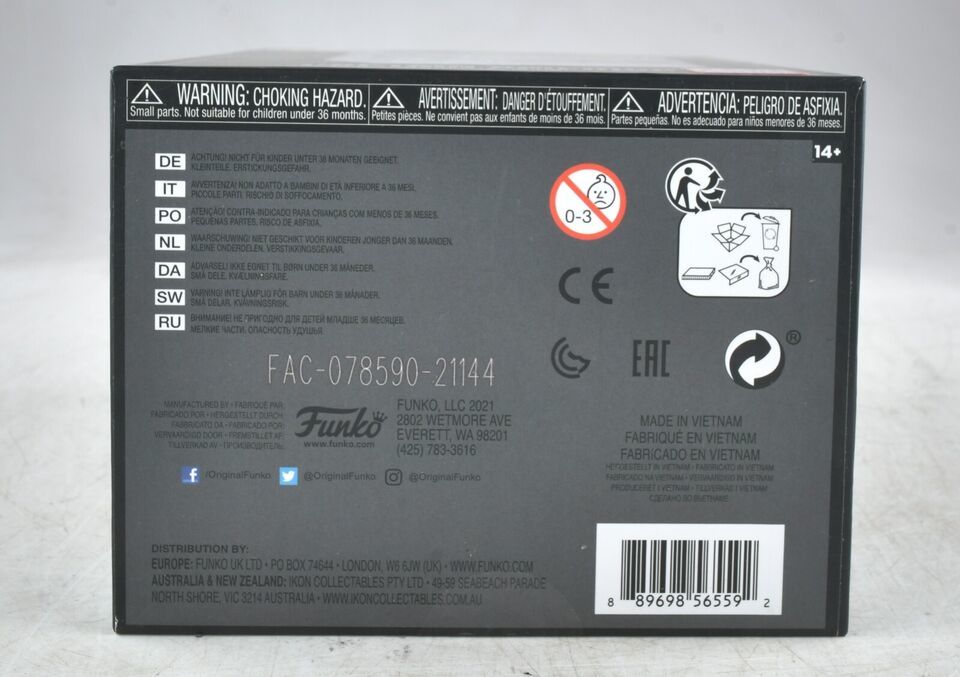 WARNING: CHOKING HAZARD.
Small parts. Not suitable for children under 36 months.
AVERTISSEMENT: DANGER D'ÉTOUFFEMENT.
Petites pièces. Ne convient pas aux enfants de moins de 36 mois.
ADVERTENCIA: PELIGRO DE ASFIXIA.
Partes pequeñas. No es adecuado para niños menores de 36 meses.
14+
DE ACHTUNG! NICHT FÜR KINDER UNTER 36 MONATEN GEEIGNET.
KLEINTEILE. ERSTICKUNGSGEFAHR.
IT AVVERTENZA! NON ADATTO A BAMBINI DI ETÀ INFERIORE A 36 MESI.
PICCOLE PARTI. RISCHIO DI SOFFOCAMENTO.
PO ATENÇÃO! CONTRA-INDICADO PARA CRIANÇAS COM MENOS DE 36 MESES.
PEQUENAS PARTES. RISCO DE ASFIXIA.
NL WAARSCHUWING! NIET GESCHIKT VOOR KINDEREN JONGER DAN 36 MAANDEN.
KLEINE ONDERDELEN. VERSTIKKINGSGEVAAR.
DA ADVARSEL! IKKE EGNET TIL BØRN UNDER 36 MÅNEDER.
SMÅ DELE. KVÆLNINGSFARE.
SW VARNING! INTE LÄMPLIG FÖR BARN UNDER 36 MÅNADER.
SMÅ DELAR. KVÄVNINGSRISK.
RU ВНИМАНИЕ! НЕ ПРИГОДНО ДЛЯ ДЕТЕЙ МЛАДШЕ 36 МЕСЯЦЕВ.
МЕЛКИЕ ЧАСТИ. ОПАСНОСТЬ УДУШЬЯ.
0-3
CE
EAC
®
FAC-078590-21144
MANUFACTURED BY • FABRIQUÉ PAR:
FABRICADO POR • HERGESTELLT DURCH:
FABBRICATO DA • FABRICADO POR:
VERVAARDIGD DOOR • FREMSTILLET AF:
TILLVERKAD AV • ПРОИЗВОДИТЕЛЬ:
Funko
www.funko.com
FUNKO, LLC 2021
2802 WETMORE AVE
EVERETT, WA 98201
(425) 783-3616
/OriginalFunko @OriginalFunko @OriginalFunko
MADE IN VIETNAM
FABRIQUÉ EN VIETNAM
FABRICADO EN VIETNAM
HERGESTELLT IN VIETNAM • FABBRICATO IN VIETNAM
FABRICADO NA VIETNAM • VERVAARDIGD IN VIETNAM
PRODUCERET I VIETNAM • TILLVERKAS I VIETNAM
СДЕЛАНО ВО ВЬЕТНАМЕ
DISTRIBUTION BY:
EUROPE: FUNKO UK LTD • PO BOX 74644 • LONDON, W6 6JW (UK) • WWW.FUNKO.COM
AUSTRALIA & NEW ZEALAND: IKON COLLECTABLES PTY LTD • 49-59 SEABEACH PARADE
NORTH SHORE, VIC 3214 AUSTRALIA • WWW.IKONCOLLECTABLES.COM.AU
8 89698 56559 2